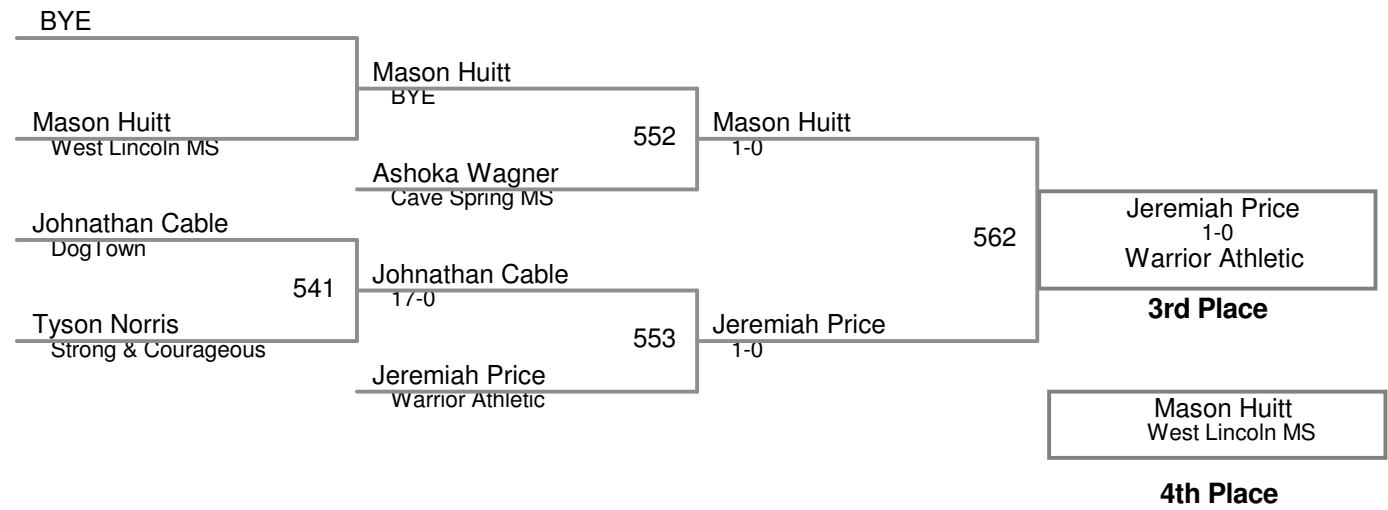 BYE
Mason Huitt
BYE
Mason Huitt
West Lincoln MS
552
Mason Huitt
1-0
Ashoka Wagner
Cave Spring MS
Johnathan Cable
DogTown
562
Jeremiah Price
1-0
Warrior Athletic
541
Johnathan Cable
17-0
3rd Place
Tyson Norris
Strong & Courageous
553
Jeremiah Price
1-0
Jeremiah Price
Warrior Athletic
Mason Huitt
West Lincoln MS
4th Place